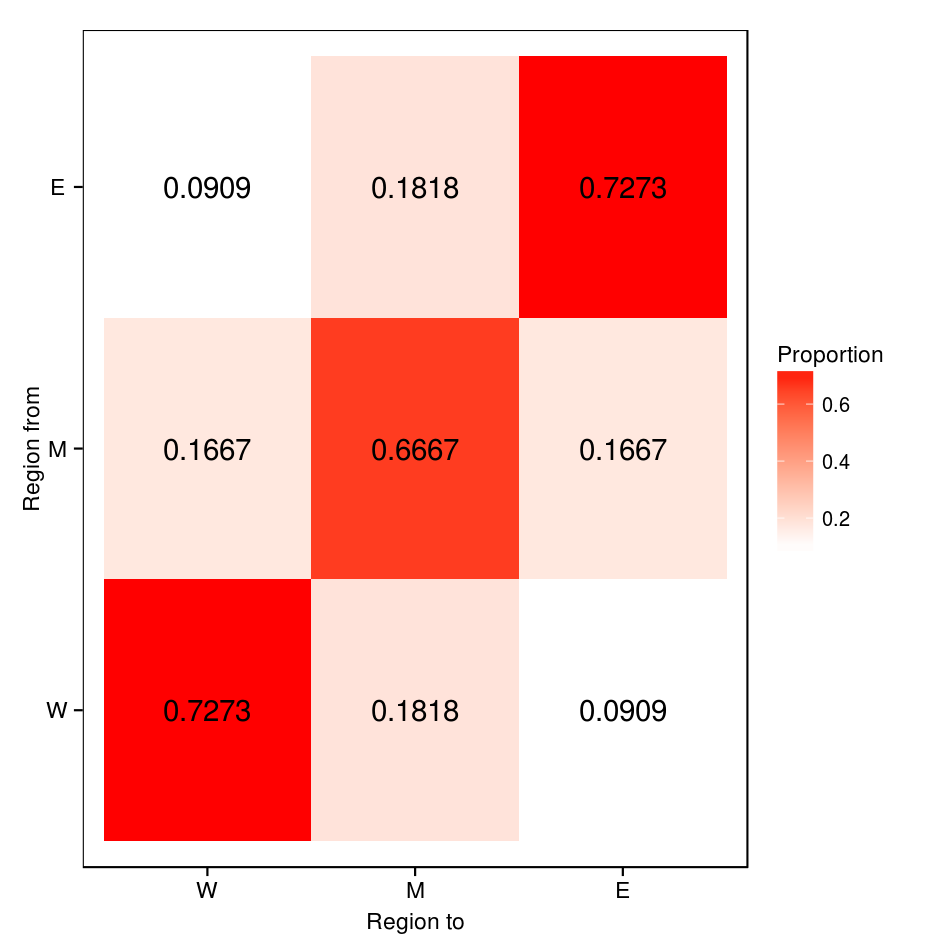 E
0.0909 0.1818 0.7273
M
0.1667 0.6667 0.1667
W
0.7273 0.1818 0.0909
W M E
Region to
Region from
Proportion
0.6
0.4
0.2